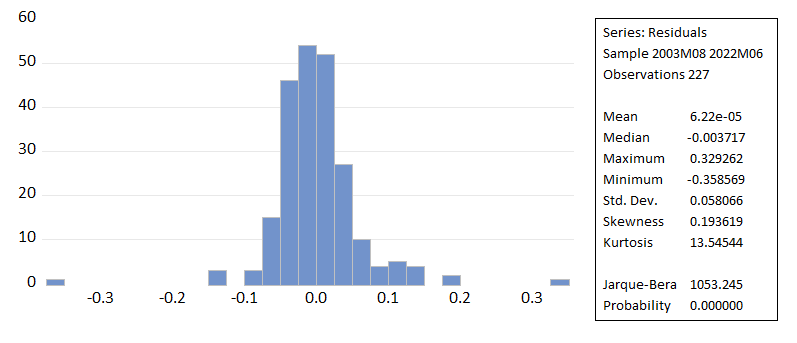 60
50
40
30
20
10
0
-0.3 -0.2 -0.1 0.0 0.1 0.2 0.3
Series: Residuals
Sample 2003M08 2022M06
Observations 227
Mean 6.22e-05
Median -0.003717
Maximum 0.329262
Minimum -0.358569
Std. Dev. 0.058066
Skewness 0.193619
Kurtosis 13.54544
Jarque-Bera 1053.245
Probability 0.000000